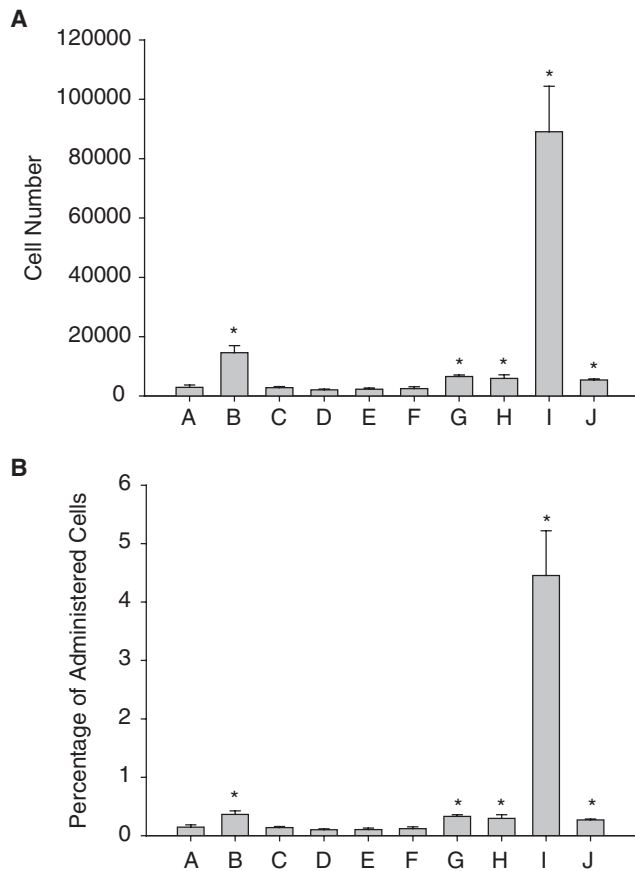 A
120000
100000
80000
60000
40000
20000
0
Cell Number
* * * * *
A B C D E F G H I J
B
6
5
4
3
2
1
0
Percentage of Administered Cells
* * * * *
A B C D E F G H I J